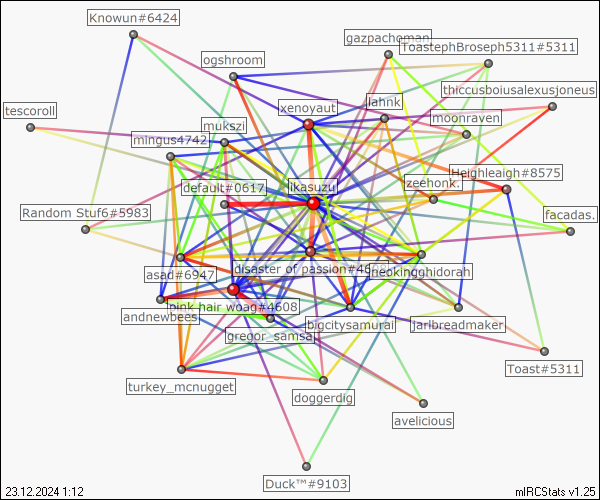 Knowun#6424
gazpachoman
ToastephBroseph5311#5311
ogshroom
thiccusboiusalexusjoneus
tescoroll
xenoyaut
lahnk
moonraven
mukszi
mingus4742
Heighleaigh#8575
default#0617
ikasuzu
zeehonk.
Random Stuf6#5983
facadas.
asad#6947
disaster of passion#46
neokingghidorah
pink hair woag#4608
andnewbees
gregor_samsa
bigcitysamurai
jarlbreadmaker
Toast#5311
turkey_mcnugget
doggerdig
avelicious
Duck™#9103
23.12.2024 1:12
mIRCStats v1.25